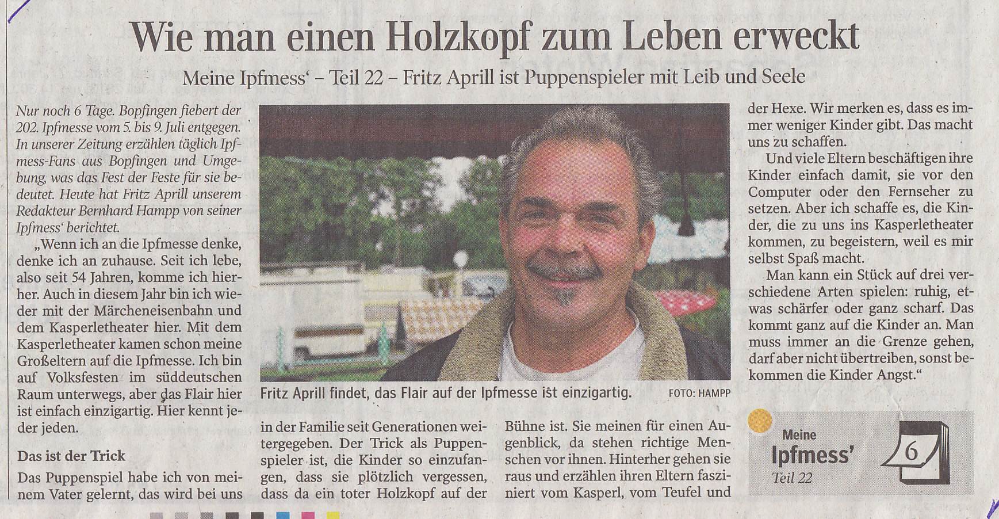 Wie man einen Holzkopf zum Leben erweckt
Meine Ipfmess‘ – Teil 22 – Fritz Aprill ist Puppenspieler mit Leib und Seele
Nur noch 6 Tage. Bopfingen fiebert der
202. Ipfmesse vom 5. bis 9. Juli entgegen.
In unserer Zeitung erzählen täglich Ipf-
mess-Fans aus Bopfingen und Umge-
bung, was das Fest der Feste für sie be-
deutet. Heute hat Fritz Aprill unserem
Redakteur Bernhard Hampp von seiner
Ipfmess‘ berichtet.
„Wenn ich an die Ipfmesse denke,
denke ich an zuhause. Seit ich lebe,
also seit 54 Jahren, komme ich hier-
her. Auch in diesem Jahr bin ich wie-
der mit der Märcheneisenbahn und
dem Kasperletheater hier. Mit dem
Kasperletheater kamen schon meine
Großeltern auf die Ipfmesse. Ich bin
auf Volksfesten im süddeutschen
Raum unterwegs, aber das Flair hier
ist einfach einzigartig. Hier kennt je-
der jeden.
Das ist der Trick
Das Puppenspiel habe ich von mei-
nem Vater gelernt, das wird bei uns
Fritz Aprill findet, das Flair auf der Ipfmesse ist einzigartig.
FOTO: HAMPP
in der Familie seit Generationen wei-
tergegeben. Der Trick als Puppen-
spieler ist, die Kinder so einzufan-
gen, dass sie plötzlich vergessen,
dass da ein toter Holzkopf auf der
Bühne ist. Sie meinen für einen Au-
genblick, da stehen richtige Men-
schen vor ihnen. Hinterher gehen sie
raus und erzählen ihren Eltern faszi-
niert vom Kasperl, vom Teufel und
der Hexe. Wir merken es, dass es im-
mer weniger Kinder gibt. Das macht
uns zu schaffen.
Und viele Eltern beschäftigen ihre
Kinder einfach damit, sie vor den
Computer oder den Fernseher zu
setzen. Aber ich schaffe es, die Kin-
der, die zu uns ins Kasperletheater
kommen, zu begeistern, weil es mir
selbst Spaß macht.
Man kann ein Stück auf drei ver-
schiedene Arten spielen: ruhig, et-
was schärfer oder ganz scharf. Das
kommt ganz auf die Kinder an. Man
muss immer an die Grenze gehen,
darf aber nicht übertreiben, sonst be-
kommen die Kinder Angst.“
Meine
Ipfmess’
Teil 22
6